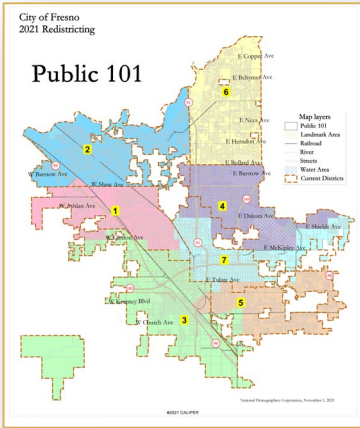 City of Fresno
2021 Redistricting
Public 101
E Copper Ave
E Behymer Ave
6
E Nees Ave
Map layers
Public 101
Landmark Area
Railroad
River
Streets
Water Area
Current Districts
E Herndon Ave
2
E Bullard Ave
W Barstow Ave
E Barstow Ave
W Shaw Ave
W Ashlan Ave
1
4
E Dakota Ave
E Shields Ave
W Clinton Ave
E McKinley Ave
7
E Tulare Ave
W Kearney Blvd
5
W Church Ave
3
National Demographics Corporation, November 1, 2021
©2021 CALIPER